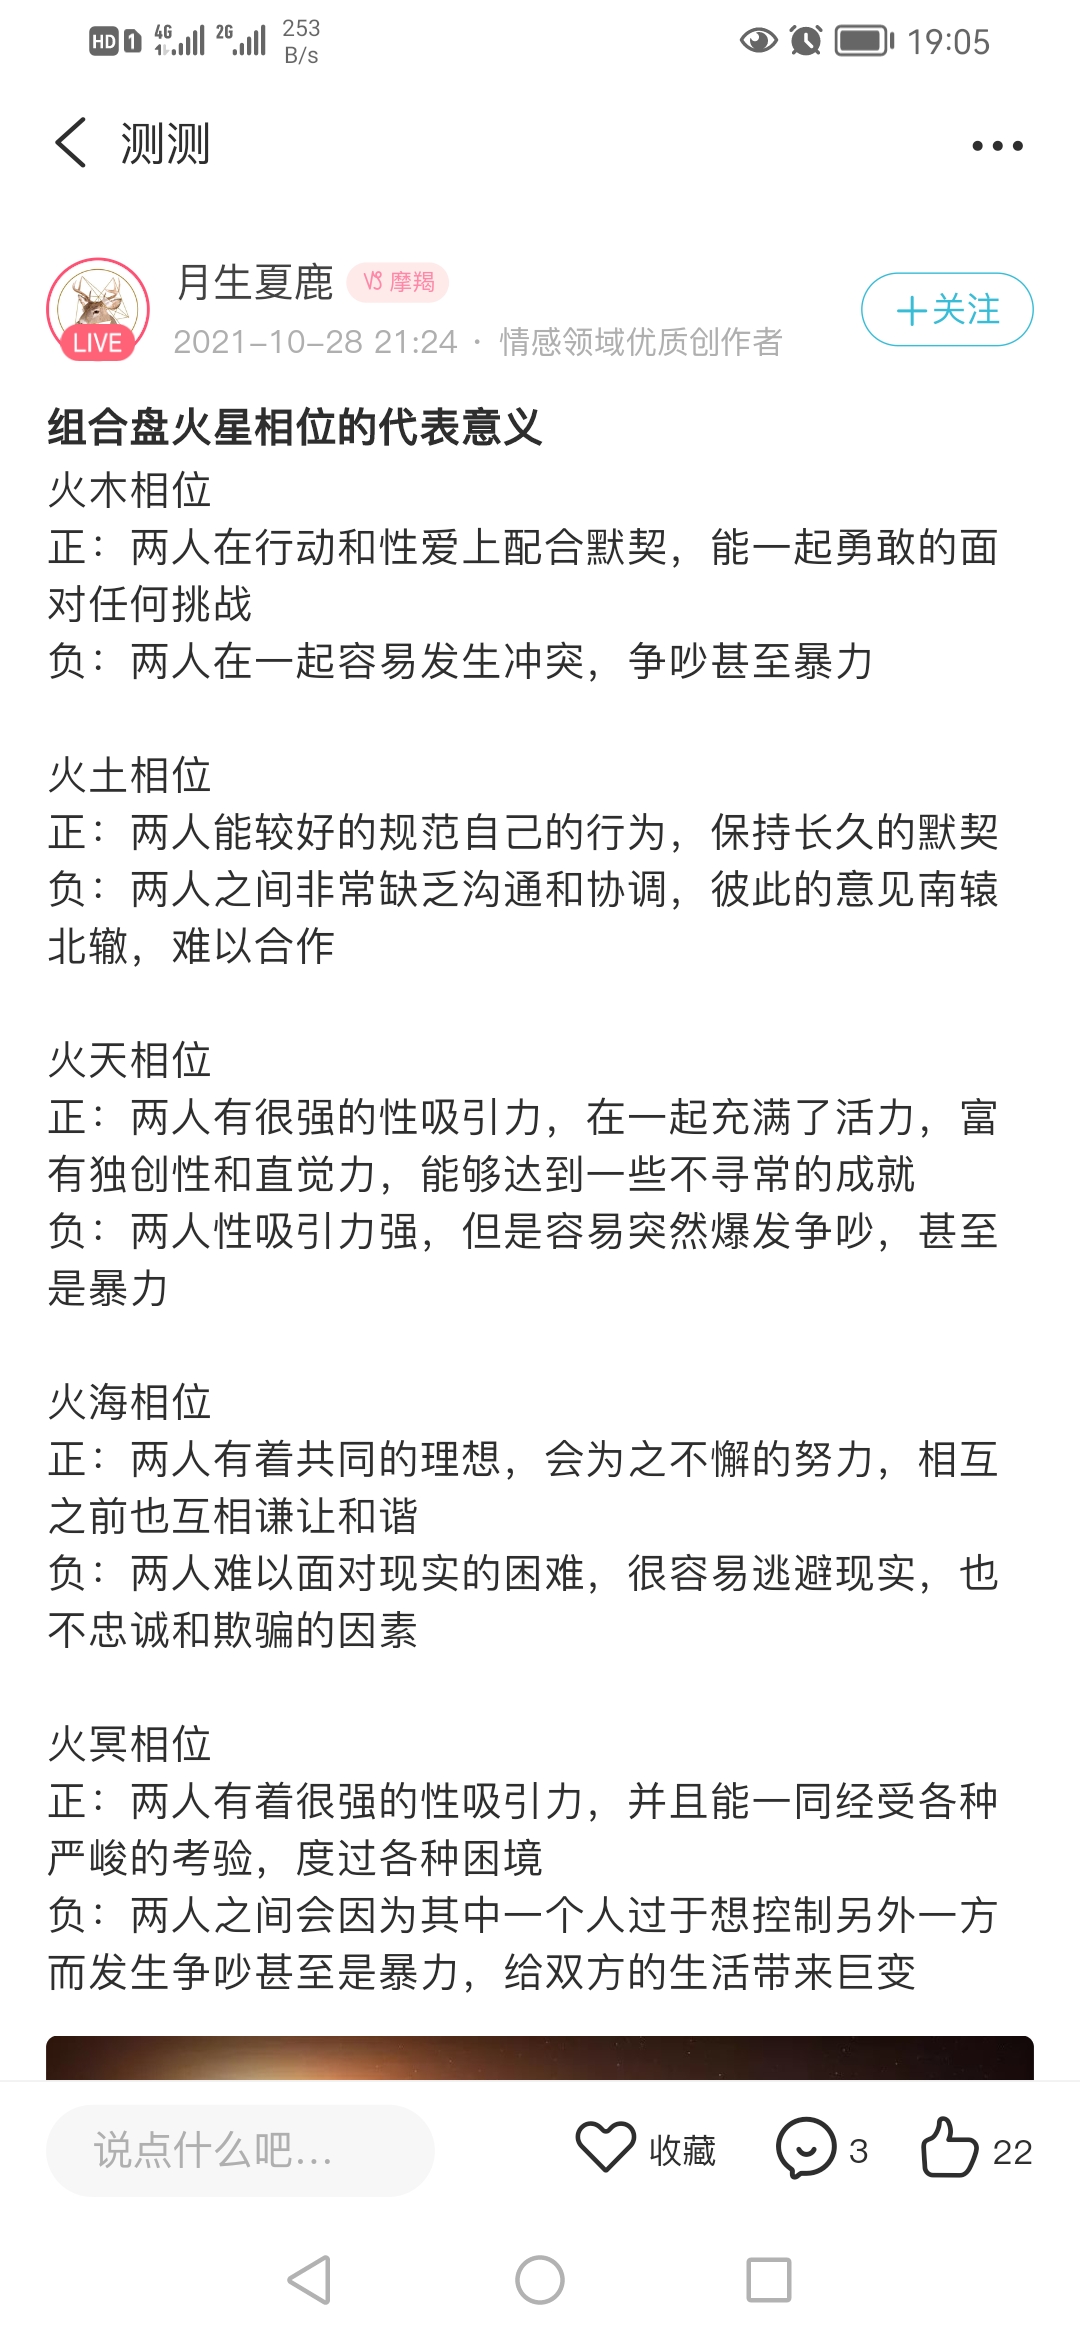 HD 1 4G 2G 253 B/s 19:05
测测
月生夏鹿 摩羯
LIVE
2021-10-28 21:24 · 情感领域优质创作者
+关注
组合盘火星相位的代表意义
火木相位
正：两人在行动和性爱上配合默契，能一起勇敢的面
对任何挑战
负：两人在一起容易发生冲突，争吵甚至暴力
火土相位
正：两人能较好的规范自己的行为，保持长久的默契
负：两人之间非常缺乏沟通和协调，彼此的意见南辕
北辙，难以合作
火天相位
正：两人有很强的性吸引力，在一起充满了活力，富
有独创性和直觉力，能够达到一些不寻常的成就
负：两人性吸引力强，但是容易突然爆发争吵，甚至
是暴力
火海相位
正：两人有着共同的理想，会为之不懈的努力，相互
之前也互相谦让和谐
负：两人难以面对现实的困难，很容易逃避现实，也
不忠诚和欺骗的因素
火冥相位
正：两人有着很强的性吸引力，并且能一同经受各种
严峻的考验，度过各种困境
负：两人之间会因为其中一个人过于想控制另外一方
而发生争吵甚至是暴力，给双方的生活带来巨变
说点什么吧... 收藏 3 22